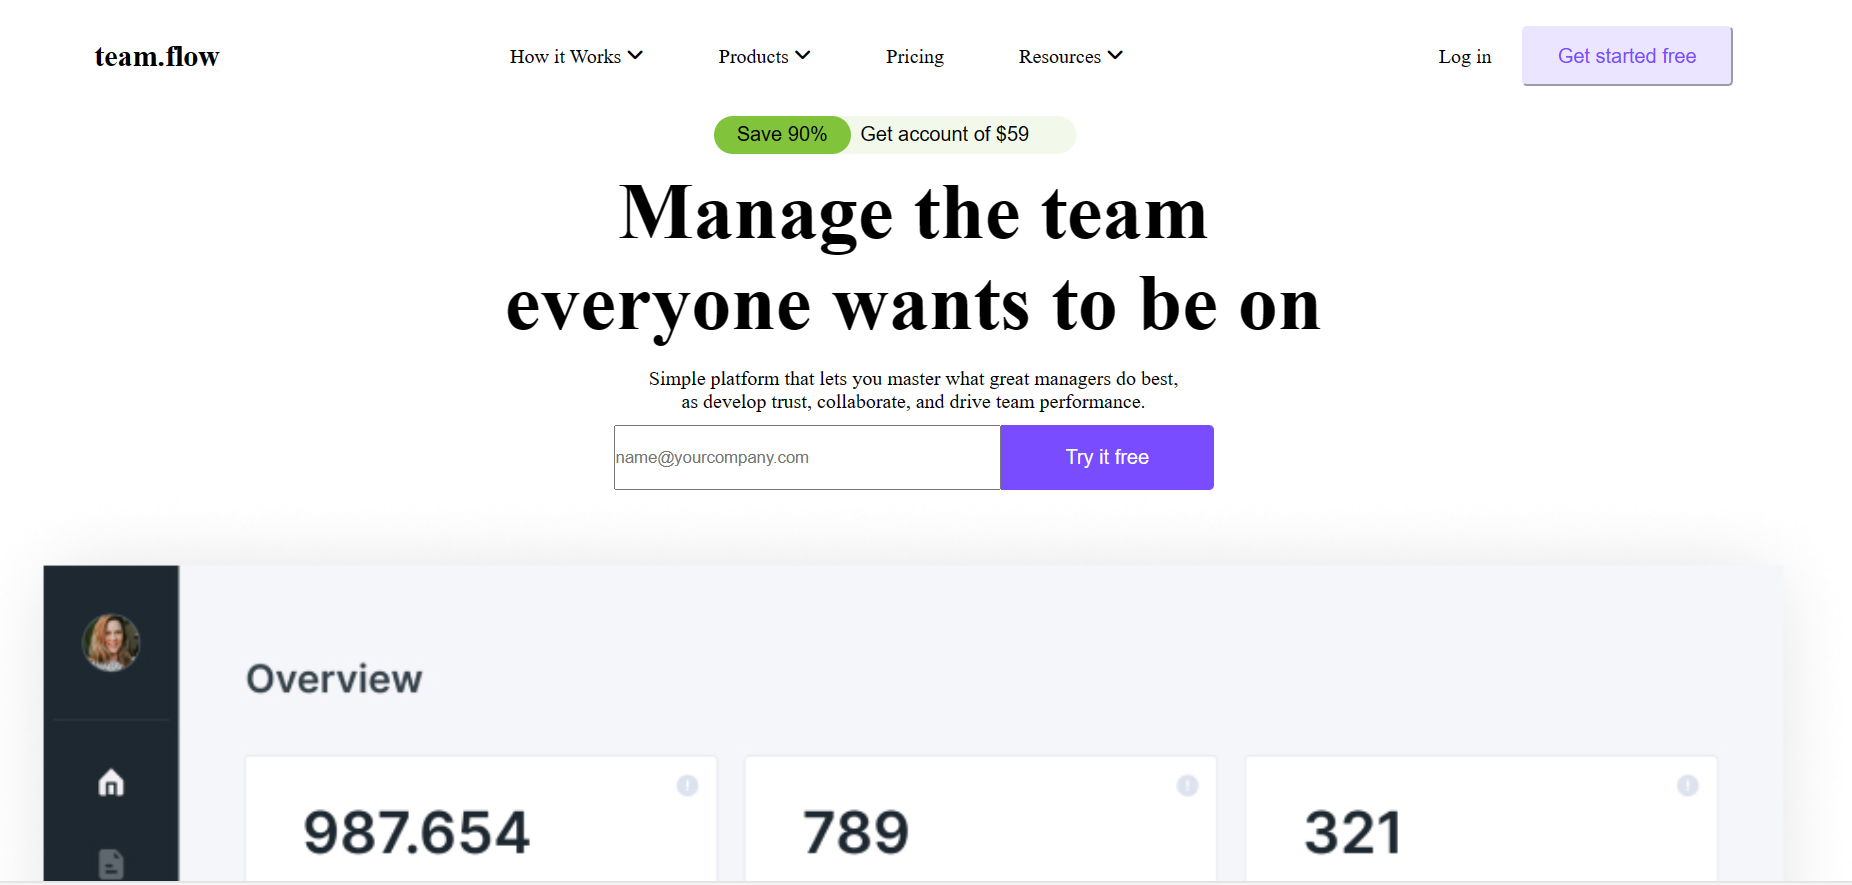 team.flow
How it Works
Products
Pricing
Resources
Log in
Get started free
Save 90%
Get account of $59
Manage the team
everyone wants to be on
Simple platform that lets you master what great managers do best,
as develop trust, collaborate, and drive team performance.
name@yourcompany.com
Try it free
Overview
987.654
789
321